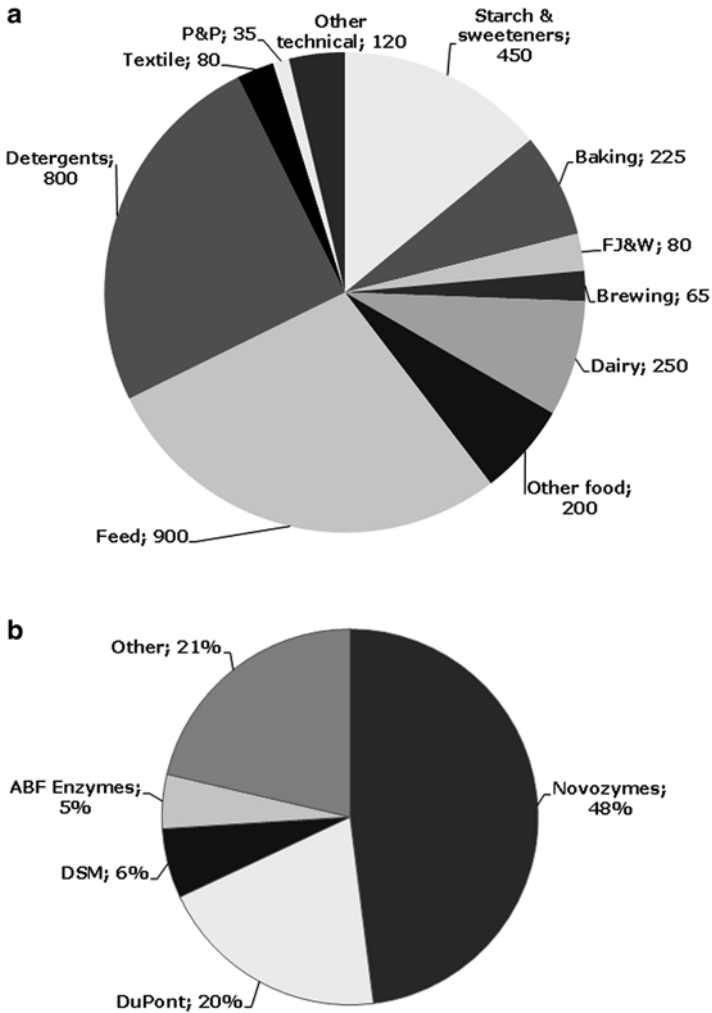 a
P&P; 35
Other
technical; 120
Starch &
sweeteners;
450
Textile; 80
Baking; 225
Detergents;
800
FJ&W; 80
Brewing; 65
Dairy; 250
Other food;
200
Feed; 900
b
Other; 21%
Novozymes;
48%
ABF Enzymes;
5%
DSM; 6%
DuPont; 20%